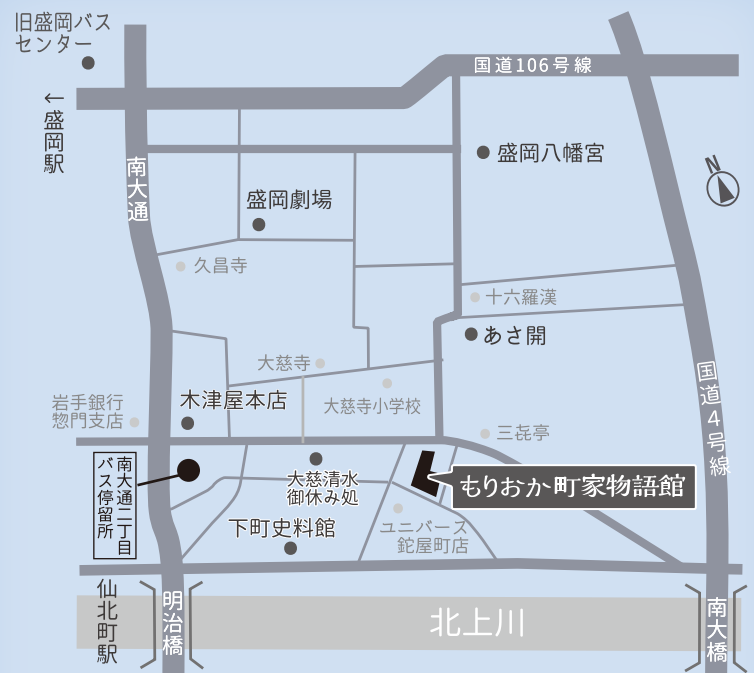 旧盛岡バス
センター
国道106号線
←盛岡駅
南大通
盛岡八幡宮
N
盛岡劇場
久昌寺
十六羅漢
あさ開
大慈寺
国道4号線
岩手銀行
惣門支店
木津屋本店
大慈寺小学校
三㐂亭
南大通二丁目
バス停留所
大慈清水
御休み処
もりおか町家物語館
下町史料館
ユニバース
鉈屋町店
仙北町駅
明治橋
北上川
南大橋